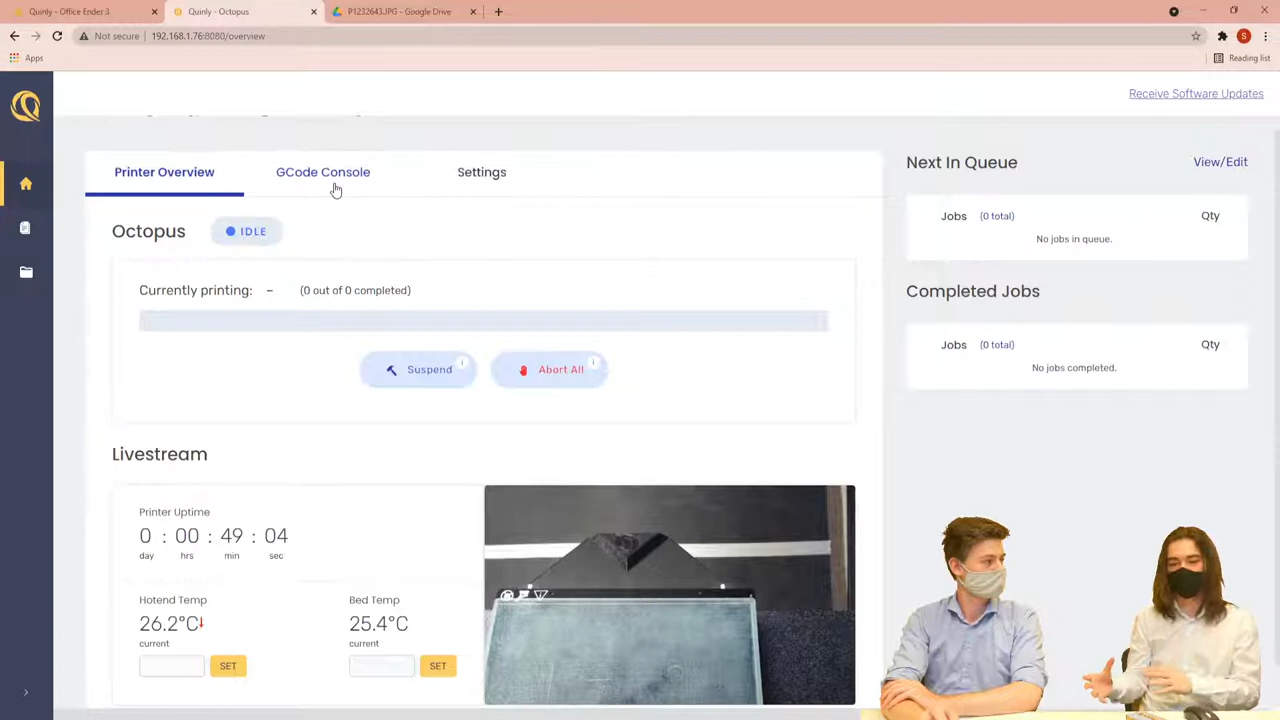 Quinly - Office Ender 3
Quinly - Octopus
P1232643.JPG - Google Drive
Not secure | 192.168.1.76:8080/overview
Apps
Reading list
S
Receive Software Updates
Printer Overview
GCode Console
Settings
Octopus
IDLE
Currently printing: – (0 out of 0 completed)
Suspend
Abort All
Livestream
Printer Uptime
0 : 00 : 49 : 04
day hrs min sec
Hotend Temp
26.2°C
current
SET
Bed Temp
25.4°C
current
SET
Next In Queue
View/Edit
Jobs (0 total) Qty
No jobs in queue.
Completed Jobs
Jobs (0 total) Qty
No jobs completed.